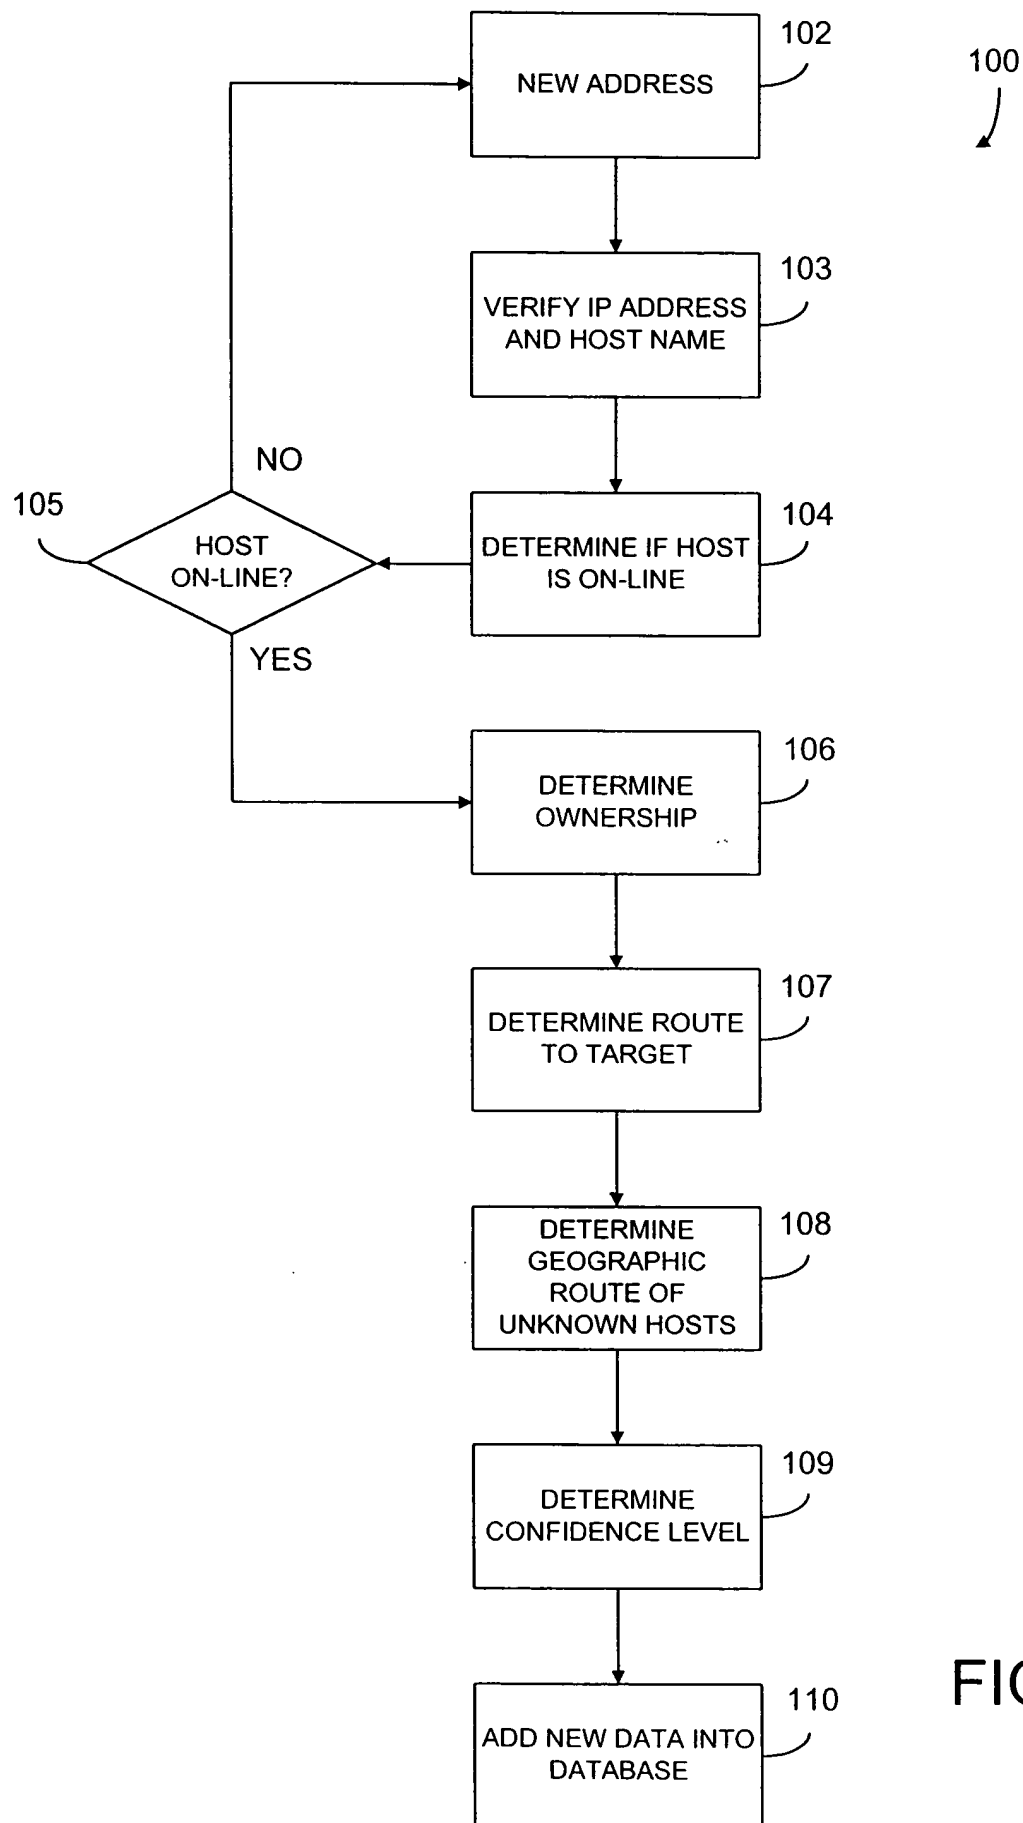 102
100
NEW ADDRESS
103
VERIFY IP ADDRESS
AND HOST NAME
NO
105
104
HOST
ON-LINE?
DETERMINE IF HOST
IS ON-LINE
YES
106
DETERMINE
OWNERSHIP
107
DETERMINE ROUTE
TO TARGET
108
DETERMINE
GEOGRAPHIC
ROUTE OF
UNKNOWN HOSTS
109
DETERMINE
CONFIDENCE LEVEL
110
ADD NEW DATA INTO
DATABASE